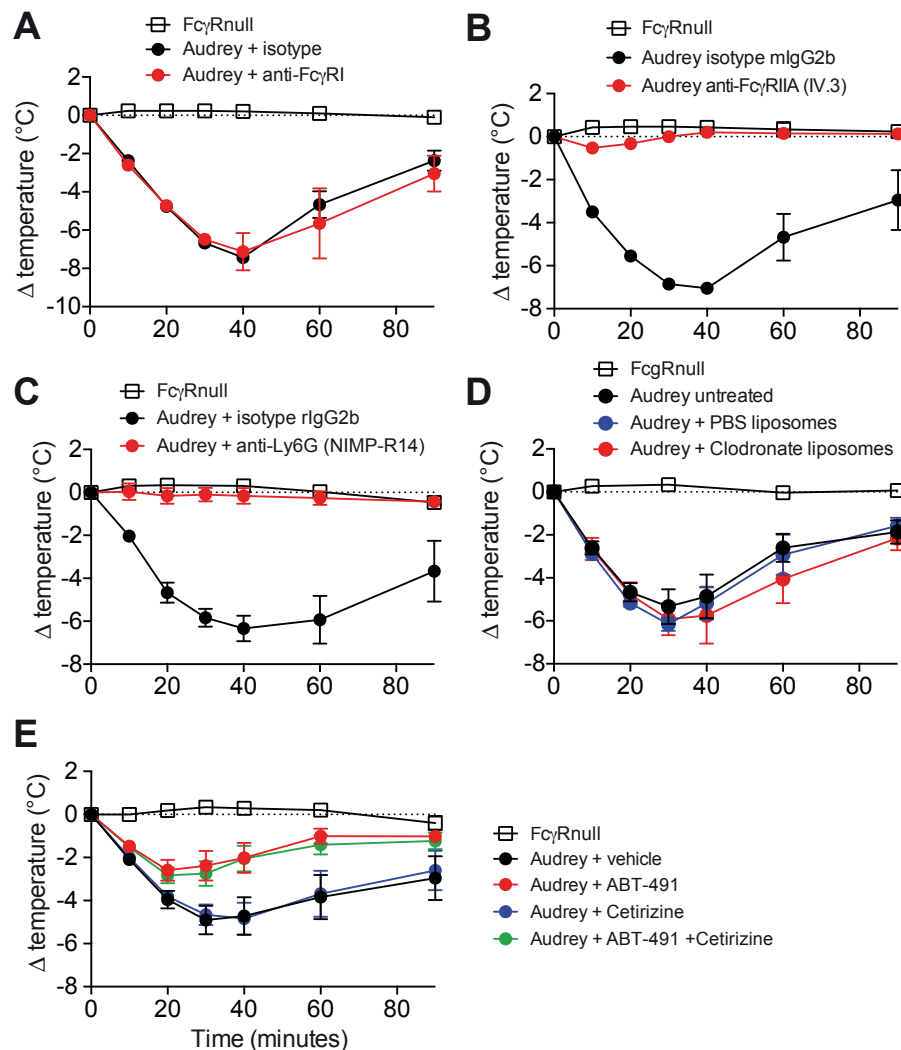 A
FcγRnull
Audrey + isotype
Audrey + anti-FcγRI
Δ temperature (°C)
2
0
-2
-4
-6
-8
-10
0 20 40 60 80
B
FcγRnull
Audrey isotype mIgG2b
Audrey anti-FcγRIIA (IV.3)
Δ temperature (°C)
2
0
-2
-4
-6
-8
0 20 40 60 80
C
FcγRnull
Audrey + isotype rIgG2b
Audrey + anti-Ly6G (NIMP-R14)
Δ temperature (°C)
4
2
0
-2
-4
-6
-8
0 20 40 60 80
D
FcgRnull
Audrey untreated
Audrey + PBS liposomes
Audrey + Clodronate liposomes
Δ temperature (°C)
2
0
-2
-4
-6
-8
0 20 40 60 80
E
Δ temperature (°C)
2
0
-2
-4
-6
-8
0 20 40 60 80
Time (minutes)
FcγRnull
Audrey + vehicle
Audrey + ABT-491
Audrey + Cetirizine
Audrey + ABT-491 +Cetirizine